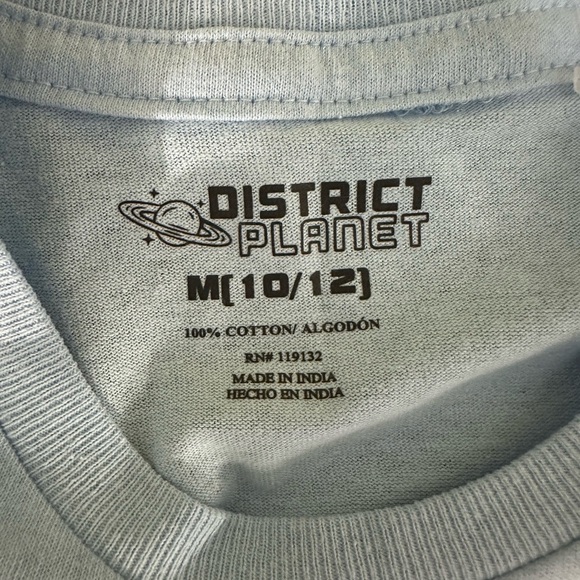 DISTRICT
PLANET
M(10/12)
100% COTTON/ ALGODÓN
RN# 119132
MADE IN INDIA
HECHO EN INDIA